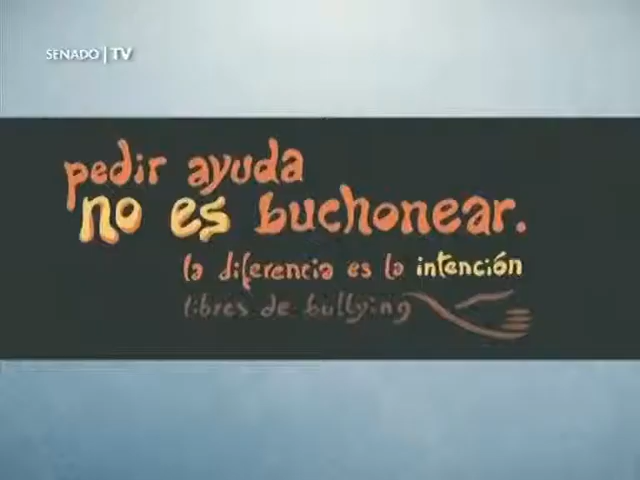 SENADO | TV
pedir ayuda
no es buchonear.
la diferencia es la intención
libres de bullying